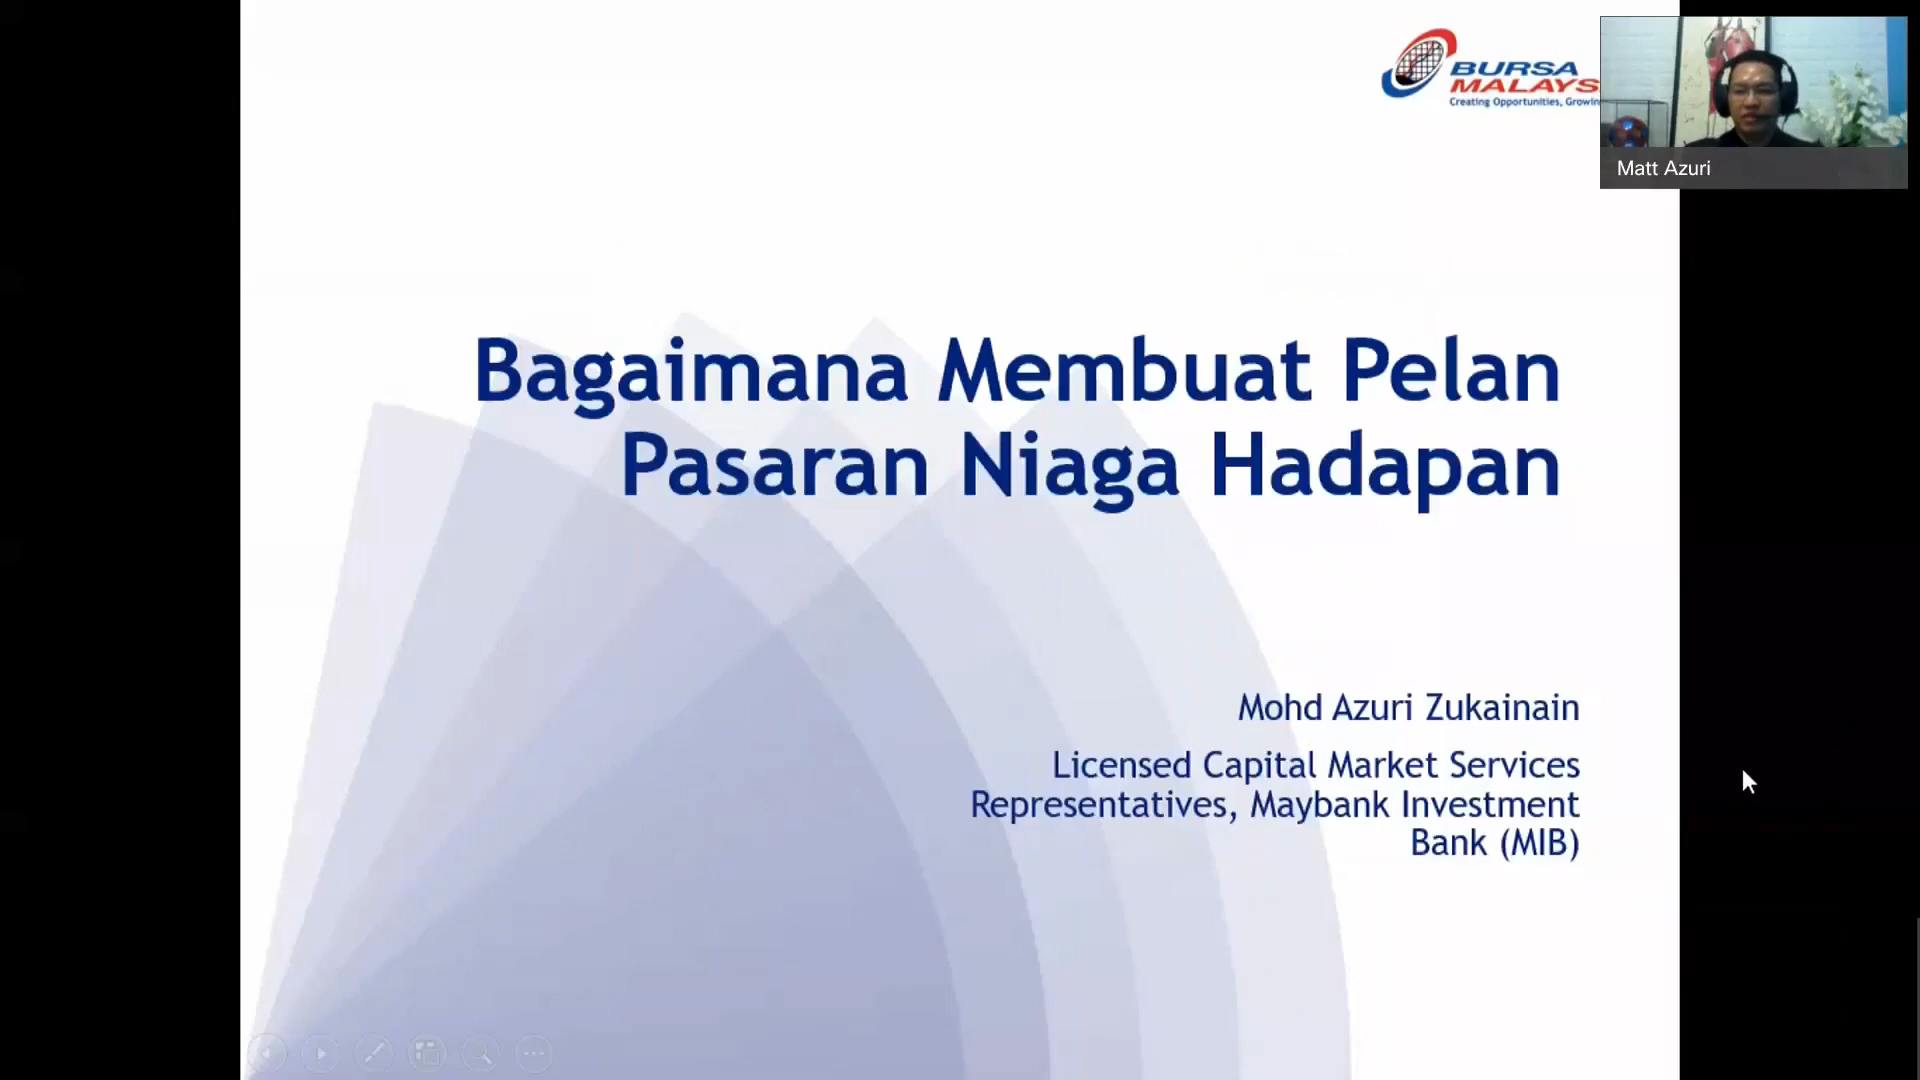 BURSA
MALAYS
Creating Opportunities, Growin
Matt Azuri
Bagaimana Membuat Pelan
Pasaran Niaga Hadapan
Mohd Azuri Zukainain
Licensed Capital Market Services
Representatives, Maybank Investment
Bank (MIB)